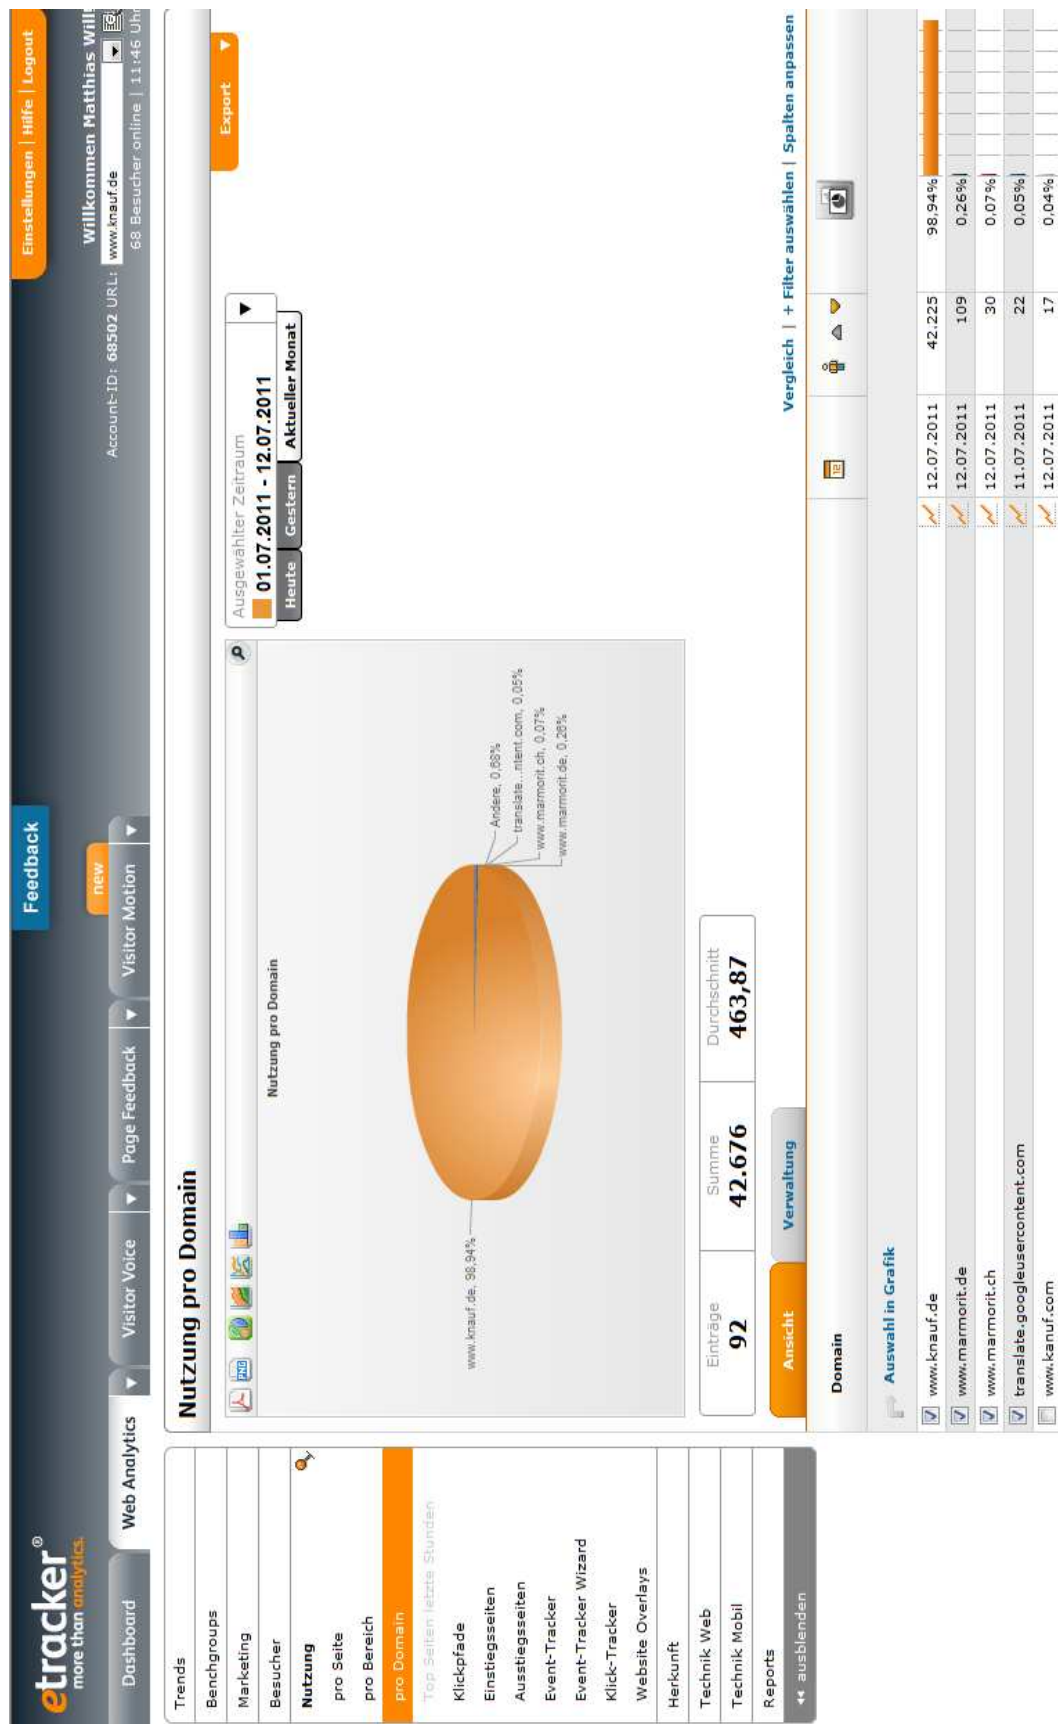 Einstellungen | Hilfe | Logout
Feedback
etracker®
more than analytics.
Willkommen Matthias Will
new
Account-ID: 68502 URL: www.knauf.de
68 Besucher online | 11:46 Uhr
Dashboard
Web Analytics
Visitor Voice
Page Feedback
Visitor Motion
Trends
Benchgroups
Marketing
Besucher
Nutzung
pro Seite
pro Bereich
pro Domain
Top Seiten letzte Stunden
Klickpfade
Einstiegsseiten
Ausstiegsseiten
Event-Tracker
Event-Tracker Wizard
Klick-Tracker
Website Overlays
Herkunft
Technik Web
Technik Mobil
Reports
ausblenden
Nutzung pro Domain
Export
PNG
Ausgewählter Zeitraum
01.07.2011 - 12.07.2011
Heute
Gestern
Aktueller Monat
Nutzung pro Domain
www.knauf.de, 98,94%
Andere, 0,68%
translate...ntent.com, 0,05%
www.marmorit.ch, 0,07%
www.marmorit.de, 0,26%
Einträge
Summe
Durchschnitt
92
42.676
463,87
Ansicht
Verwaltung
Vergleich | + Filter auswählen | Spalten anpassen
Domain
12
Auswahl in Grafik
www.knauf.de 12.07.2011 42.225 98,94%
www.marmorit.de 12.07.2011 109 0,26%
www.marmorit.ch 12.07.2011 30 0,07%
translate.googleusercontent.com 11.07.2011 22 0,05%
www.kanuf.com 12.07.2011 17 0,04%